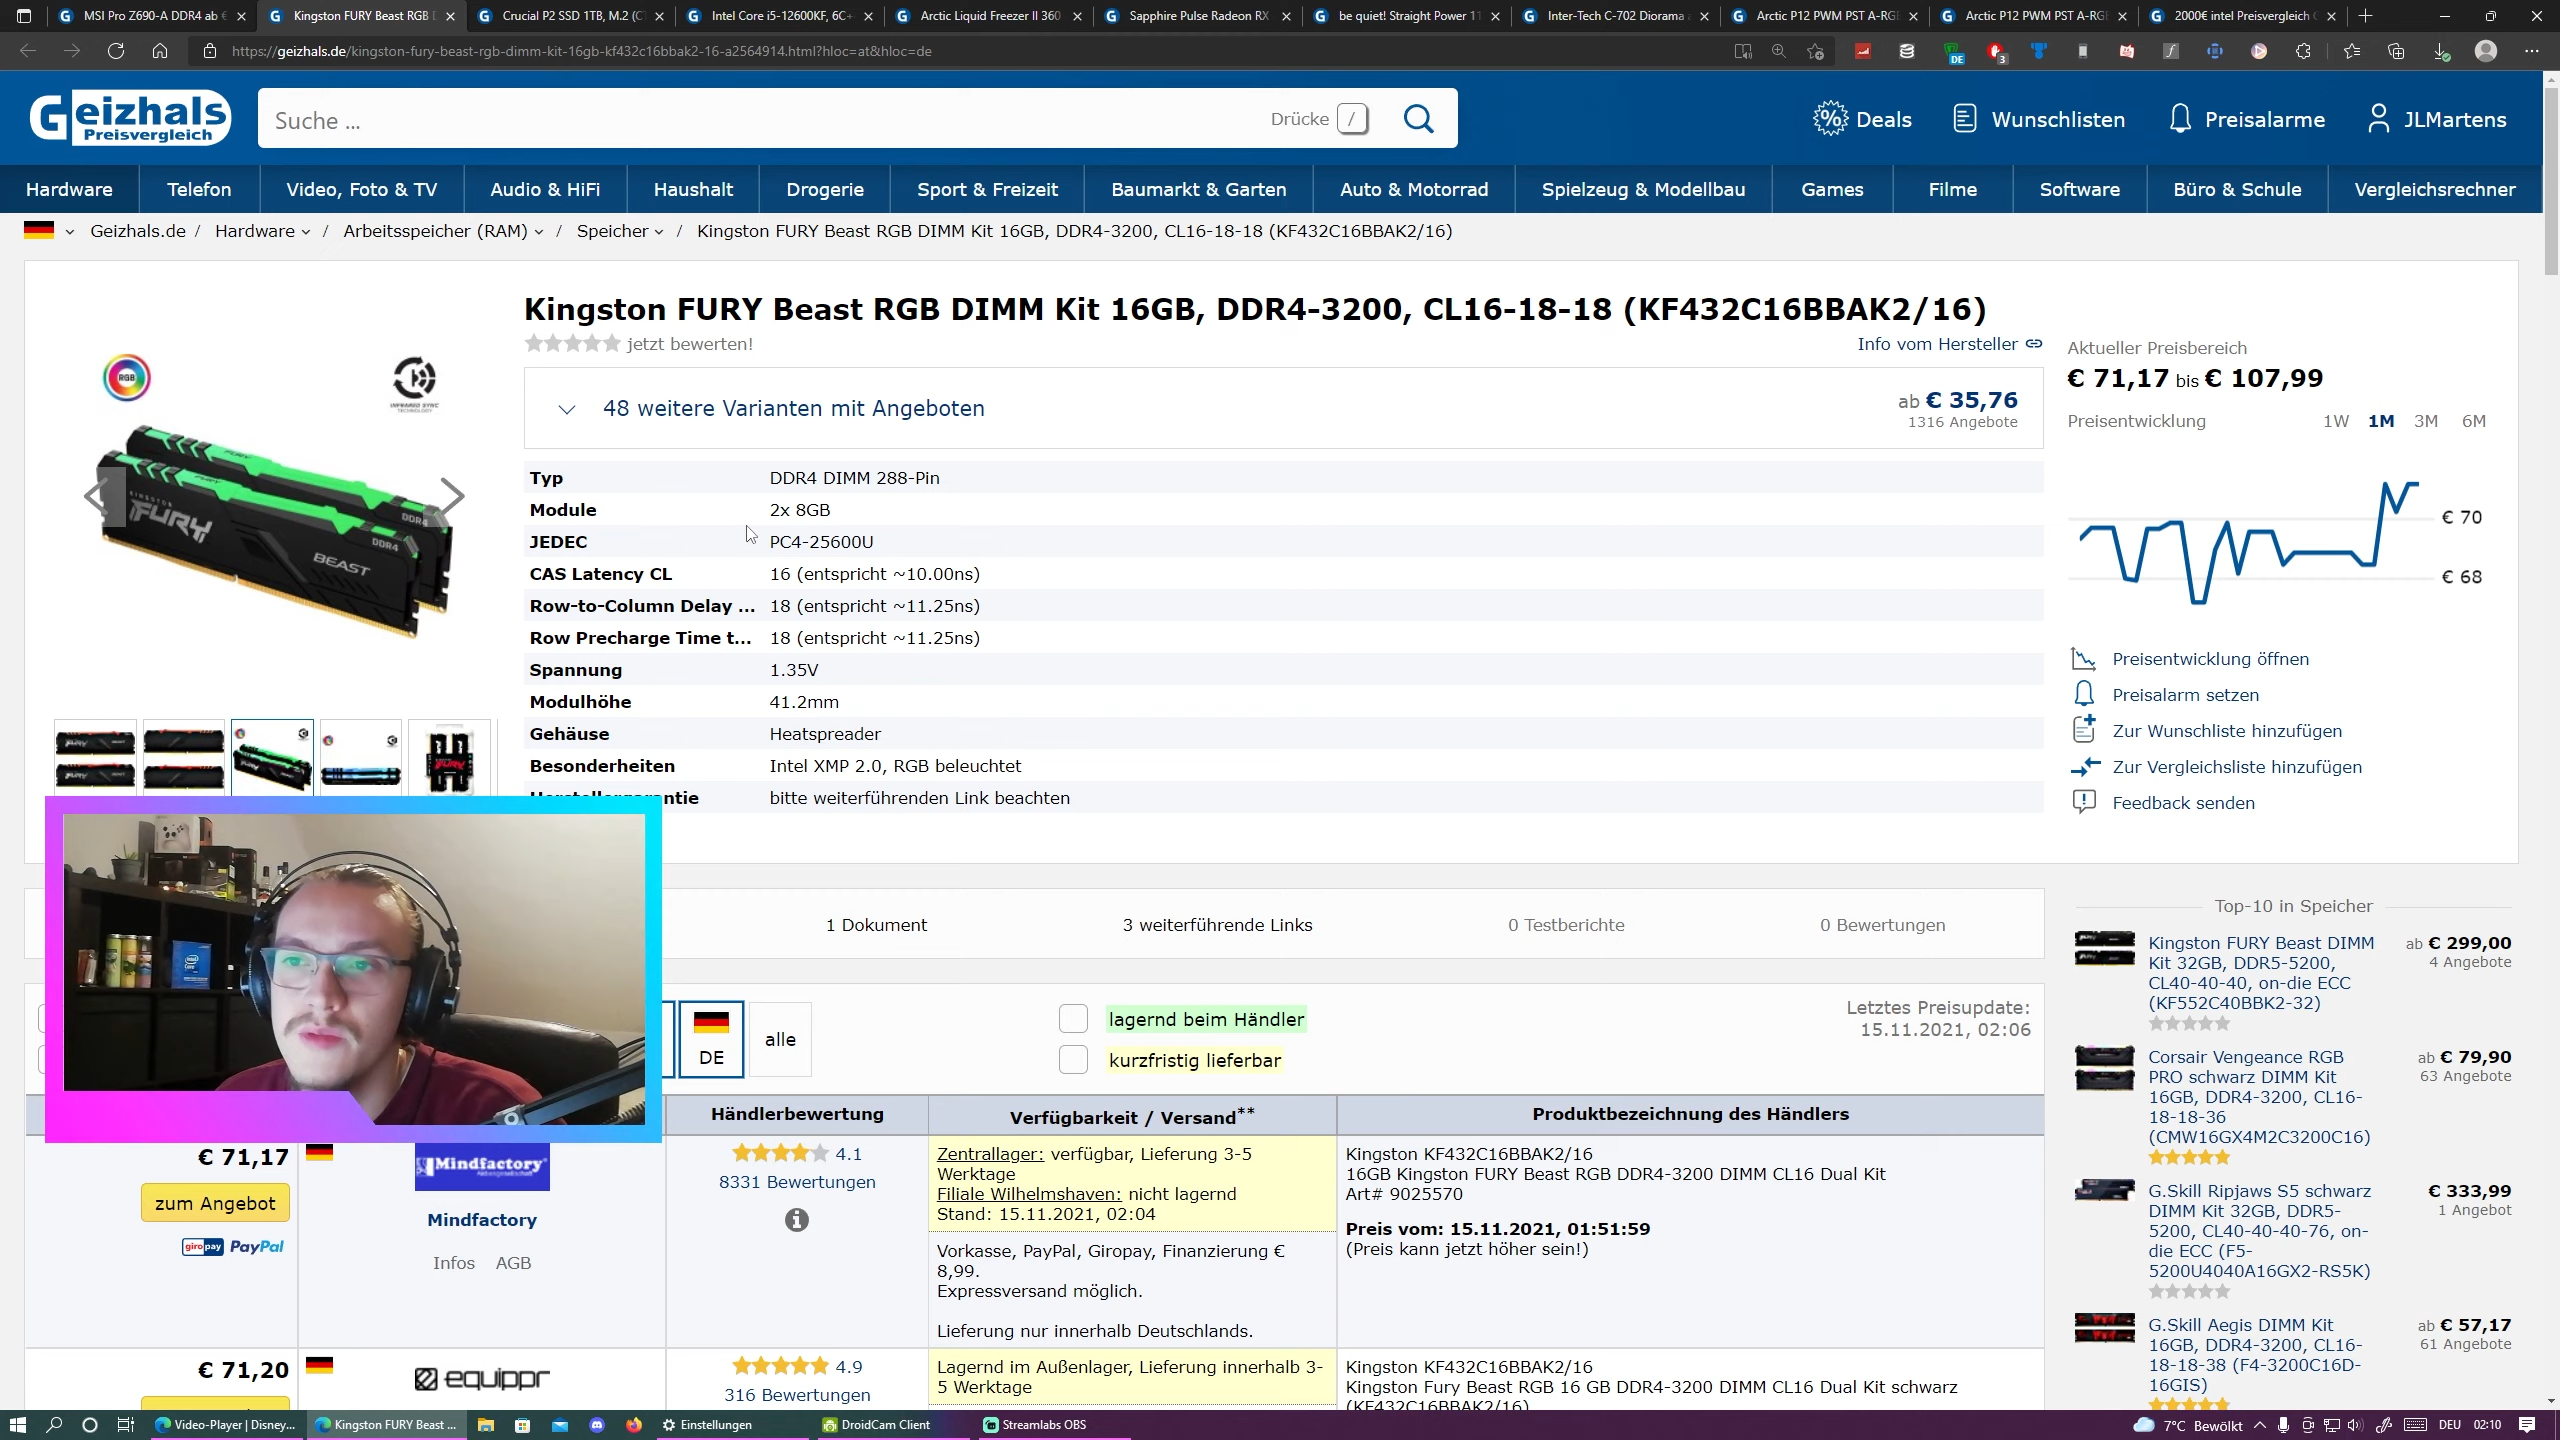 MSI Pro Z690-A DDR4 ab €
Kingston FURY Beast RGB
Crucial P2 SSD 1TB, M.2 (CT
Intel Core i5-12600KF, 6C+
Arctic Liquid Freezer II 360
Sapphire Pulse Radeon RX
be quiet! Straight Power 11
Inter-Tech C-702 Diorama
Arctic P12 PWM PST A-RGB
Arctic P12 PWM PST A-RGB
2000€ intel Preisvergleich
https://geizhals.de/kingston-fury-beast-rgb-dimm-kit-16gb-kf432c16bbak2-16-a2564914.html?hloc=at&hloc=de
DE
3
Geizhals
Preisvergleich
Suche ...
Drücke /
Deals
Wunschlisten
Preisalarme
JLMartens
Hardware
Telefon
Video, Foto & TV
Audio & HiFi
Haushalt
Drogerie
Sport & Freizeit
Baumarkt & Garten
Auto & Motorrad
Spielzeug & Modellbau
Games
Filme
Software
Büro & Schule
Vergleichsrechner
Geizhals.de / Hardware / Arbeitsspeicher (RAM) / Speicher / Kingston FURY Beast RGB DIMM Kit 16GB, DDR4-3200, CL16-18-18 (KF432C16BBAK2/16)
Kingston FURY Beast RGB DIMM Kit 16GB, DDR4-3200, CL16-18-18 (KF432C16BBAK2/16)
jetzt bewerten!
Info vom Hersteller
RGB
INFRARED SYNC
TECHNOLOGY
FURY
DDR4
KINGSTON
FURY
DDR4
BEAST
48 weitere Varianten mit Angeboten
ab € 35,76
1316 Angebote
Typ DDR4 DIMM 288-Pin
Module 2x 8GB
JEDEC PC4-25600U
CAS Latency CL 16 (entspricht ~10.00ns)
Row-to-Column Delay ... 18 (entspricht ~11.25ns)
Row Precharge Time t... 18 (entspricht ~11.25ns)
Spannung 1.35V
Modulhöhe 41.2mm
Gehäuse Heatspreader
Besonderheiten Intel XMP 2.0, RGB beleuchtet
Herstellergarantie bitte weiterführenden Link beachten
Aktueller Preisbereich
€ 71,17 bis € 107,99
Preisentwicklung 1W 1M 3M 6M
€ 70
€ 68
Preisentwicklung öffnen
Preisalarm setzen
Zur Wunschliste hinzufügen
Zur Vergleichsliste hinzufügen
Feedback senden
1 Dokument
3 weiterführende Links
0 Testberichte
0 Bewertungen
DE
alle
lagernd beim Händler
kurzfristig lieferbar
Letztes Preisupdate:
15.11.2021, 02:06
Händlerbewertung
Verfügbarkeit / Versand**
Produktbezeichnung des Händlers
€ 71,17
zum Angebot
giropay PayPal
Mindfactory
Mindfactory
Infos AGB
4.1
8331 Bewertungen
Zentrallager: verfügbar, Lieferung 3-5
Werktage
Filiale Wilhelmshaven: nicht lagernd
Stand: 15.11.2021, 02:04
Vorkasse, PayPal, Giropay, Finanzierung €
8,99.
Expressversand möglich.
Lieferung nur innerhalb Deutschlands.
Kingston KF432C16BBAK2/16
16GB Kingston FURY Beast RGB DDR4-3200 DIMM CL16 Dual Kit
Art# 9025570
Preis vom: 15.11.2021, 01:51:59
(Preis kann jetzt höher sein!)
€ 71,20
equippr
4.9
316 Bewertungen
Lagernd im Außenlager, Lieferung innerhalb 3-
5 Werktage
Kingston KF432C16BBAK2/16
Kingston Fury Beast RGB 16 GB DDR4-3200 DIMM CL16 Dual Kit schwarz
(KF432C16BBAK2/16)
Top-10 in Speicher
Kingston FURY Beast DIMM
Kit 32GB, DDR5-5200,
CL40-40-40, on-die ECC
(KF552C40BBK2-32)
ab € 299,00
4 Angebote
Corsair Vengeance RGB
PRO schwarz DIMM Kit
16GB, DDR4-3200, CL16-
18-18-36
(CMW16GX4M2C3200C16)
ab € 79,90
63 Angebote
G.Skill Ripjaws S5 schwarz
DIMM Kit 32GB, DDR5-
5200, CL40-40-40-76, on-
die ECC (F5-
5200U4040A16GX2-RS5K)
€ 333,99
1 Angebot
G.Skill Aegis DIMM Kit
16GB, DDR4-3200, CL16-
18-18-38 (F4-3200C16D-
16GIS)
ab € 57,17
61 Angebote
Video-Player | Disney...
Kingston FURY Beast ...
Einstellungen
DroidCam Client
Streamlabs OBS
7°C Bewölkt
DEU
02:10